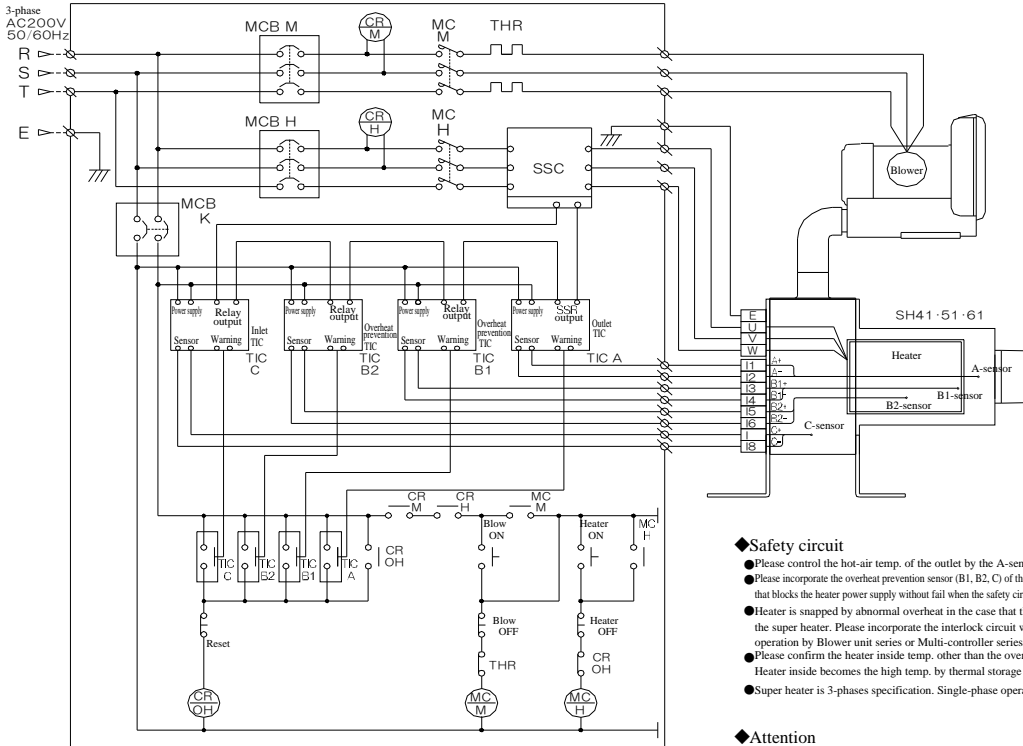 3-phase
AC200V
50/60Hz
R
S
T
E
MCB M
CR
M
MC
M
THR
MCB H
CR
H
MC
H
SSC
MCB
K
Blower
Power supply
Relay
output
Inlet
TIC
Sensor
Warning
TIC
C
Power supply
Relay
output
Overheat
prevention
TIC
Sensor
Warning
TIC
B2
Power supply
Relay
output
Overheat
prevention
TIC
Sensor
Warning
TIC
B1
Power supply
SSR
output
Outlet
TIC
Sensor
Warning
TIC A
SH41·51·61
E
U
V
W
I1 A+
I2 A-
I3 B1+
I4 B1-
I5 B2+
I6 B2-
I C+
I8 C-
Heater
A-sensor
B1-sensor
B2-sensor
C-sensor
CR
M
CR
H
MC
M
Blow
ON
Heater
ON
MC
H
TIC
C
TIC
B2
TIC
B1
TIC
A
CR
OH
Reset
Blow
OFF
Heater
OFF
THR
CR
OH
CR
OH
MC
M
MC
H
◆Safety circuit
●Please control the hot-air temp. of the outlet by the A-sen
●Please incorporate the overheat prevention sensor (B1, B2, C) of th
that blocks the heater power supply without fail when the safety cir
●Heater is snapped by abnormal overheat in the case that t
the super heater. Please incorporate the interlock circuit v
operation by Blower unit series or Multi-controller series
●Please confirm the heater inside temp. other than the over
Heater inside becomes the high temp. by thermal storage
●Super heater is 3-phases specification. Single-phase opera
◆Attention